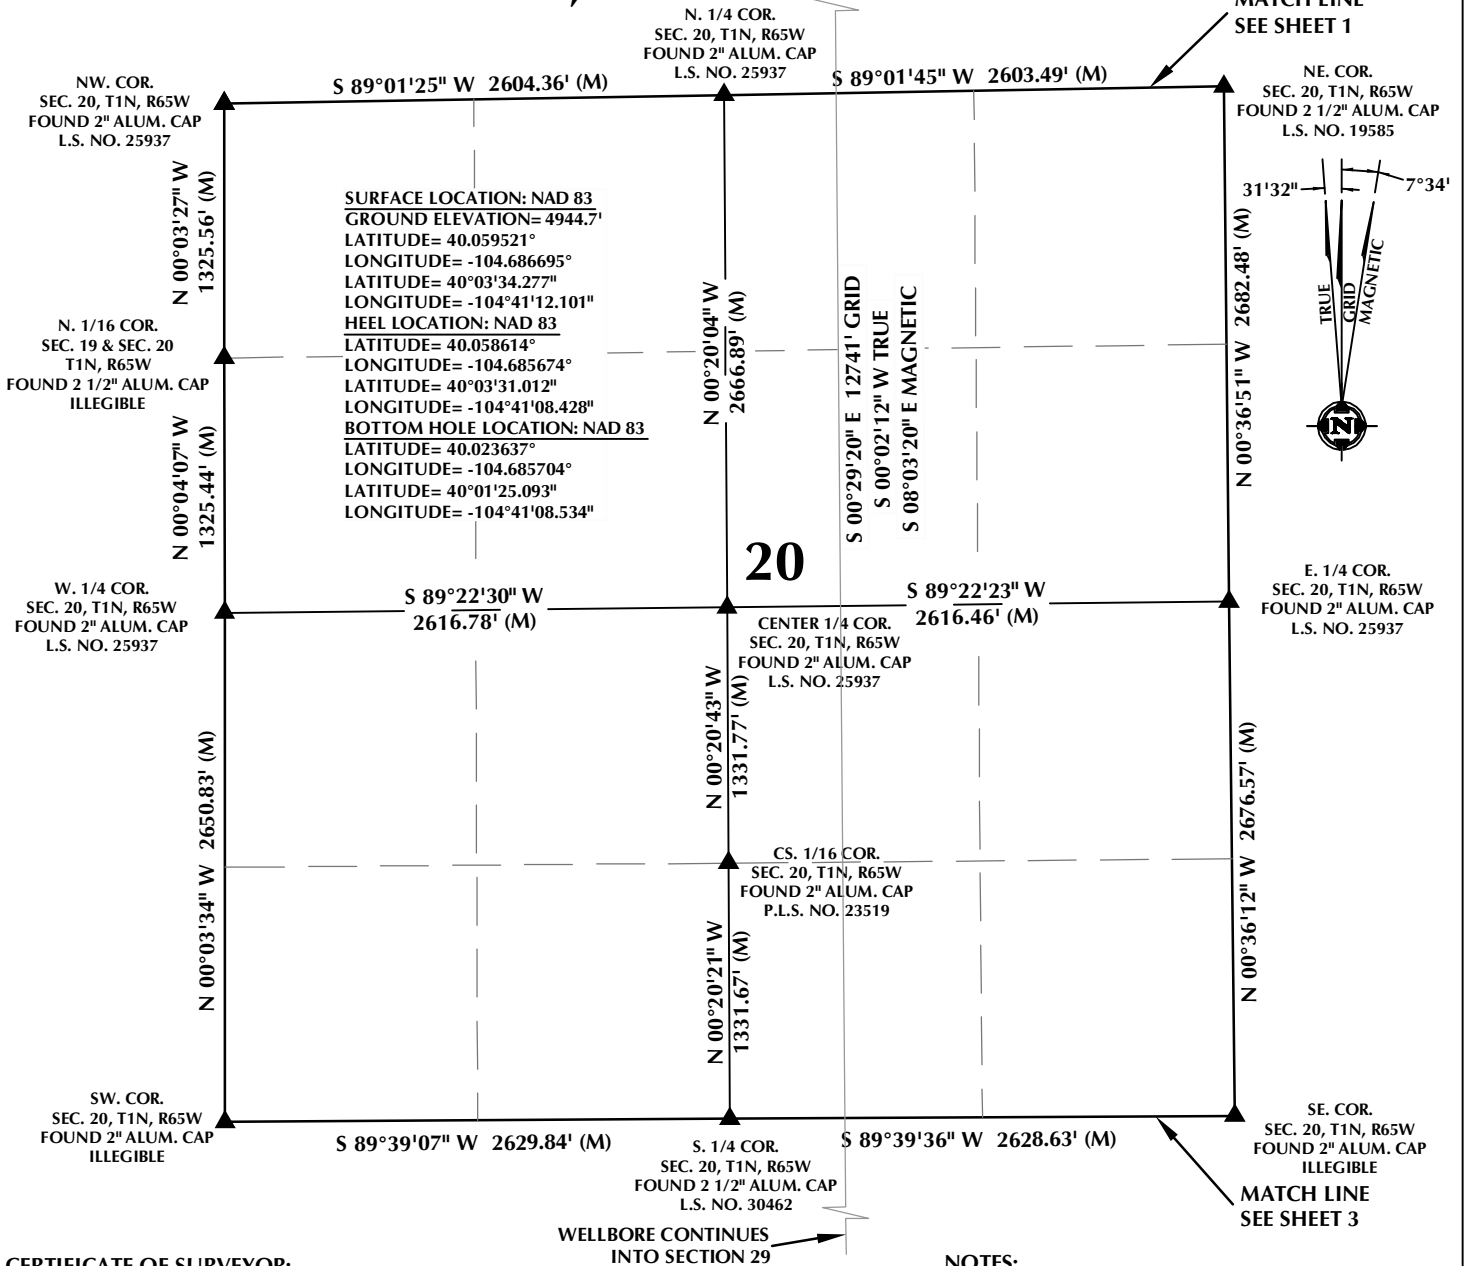 MATCH LINE
SEE SHEET 1
N. 1/4 COR.
SEC. 20, T1N, R65W
FOUND 2" ALUM. CAP
L.S. NO. 25937
NW. COR.
SEC. 20, T1N, R65W
FOUND 2" ALUM. CAP
L.S. NO. 25937
S 89°01'25" W 2604.36' (M)
S 89°01'45" W 2603.49' (M)
NE. COR.
SEC. 20, T1N, R65W
FOUND 2 1/2" ALUM. CAP
L.S. NO. 19585
31'32"
7°34'
TRUE
GRID
MAGNETIC
N
N 00°03'27" W
1325.56' (M)
SURFACE LOCATION: NAD 83
GROUND ELEVATION= 4944.7'
LATITUDE= 40.059521°
LONGITUDE= -104.686695°
LATITUDE= 40°03'34.277"
LONGITUDE= -104°41'12.101"
HEEL LOCATION: NAD 83
LATITUDE= 40.058614°
LONGITUDE= -104.685674°
LATITUDE= 40°03'31.012"
LONGITUDE= -104°41'08.428"
BOTTOM HOLE LOCATION: NAD 83
LATITUDE= 40.023637°
LONGITUDE= -104.685704°
LATITUDE= 40°01'25.093"
LONGITUDE= -104°41'08.534"
N 00°20'04" W
2666.89' (M)
S 00°29'20" E 12741' GRID
S 00°02'12" W TRUE
S 08°03'20" E MAGNETIC
N 00°36'51" W 2682.48' (M)
N. 1/16 COR.
SEC. 19 & SEC. 20
T1N, R65W
FOUND 2 1/2" ALUM. CAP
ILLEGIBLE
N 00°04'07" W
1325.44' (M)
20
W. 1/4 COR.
SEC. 20, T1N, R65W
FOUND 2" ALUM. CAP
L.S. NO. 25937
S 89°22'30" W
2616.78' (M)
S 89°22'23" W
2616.46' (M)
E. 1/4 COR.
SEC. 20, T1N, R65W
FOUND 2" ALUM. CAP
L.S. NO. 25937
CENTER 1/4 COR.
SEC. 20, T1N, R65W
FOUND 2" ALUM. CAP
L.S. NO. 25937
N 00°20'43" W
1331.77' (M)
N 00°03'34" W 2650.83' (M)
N 00°36'12" W 2676.57' (M)
CS. 1/16 COR.
SEC. 20, T1N, R65W
FOUND 2" ALUM. CAP
P.L.S. NO. 23519
N 00°20'21" W
1331.67' (M)
SW. COR.
SEC. 20, T1N, R65W
FOUND 2" ALUM. CAP
ILLEGIBLE
S 89°39'07" W 2629.84' (M)
S 89°39'36" W 2628.63' (M)
S. 1/4 COR.
SEC. 20, T1N, R65W
FOUND 2 1/2" ALUM. CAP
L.S. NO. 30462
SE. COR.
SEC. 20, T1N, R65W
FOUND 2" ALUM. CAP
ILLEGIBLE
MATCH LINE
SEE SHEET 3
WELLBORE CONTINUES
INTO SECTION 29
CERTIFICATE OF SURVEYOR:
NOTES: